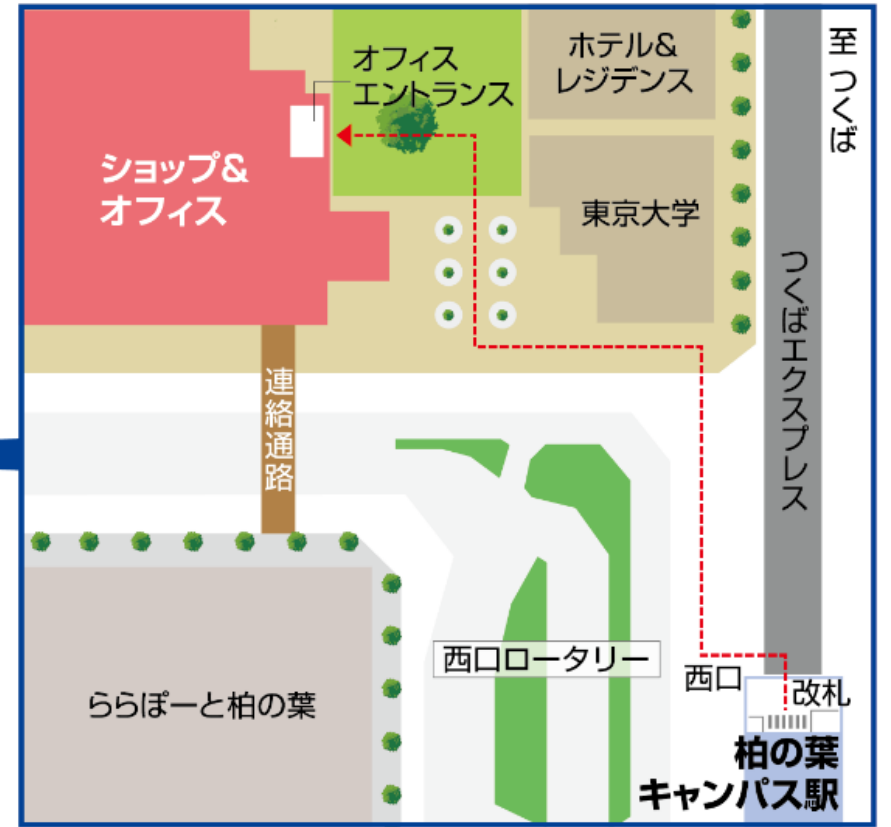 オフィス
エントランス
ホテル&
レジデンス
至 つくば
ショップ&
オフィス
東京大学
つくばエクスプレス
連絡通路
西口ロータリー
西口
改札
ららぽーと柏の葉
柏の葉
キャンパス駅